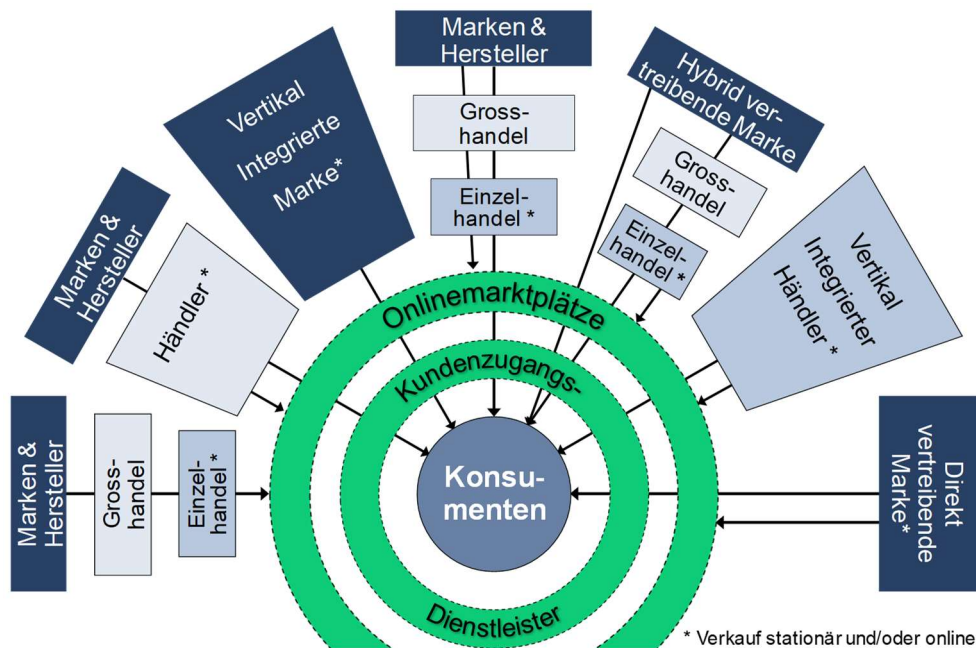 Marken &
Hersteller
Gross-
handel
Einzel-
handel *
Marken &
Hersteller
Händler *
Vertikal
Integrierte
Marke*
Marken &
Hersteller
Gross-
handel
Einzel-
handel *
Hybrid ver-
treibende Marke
Gross-
handel
Einzel-
handel *
Vertikal
Integrierter
Händler *
Direkt
vertreibende
Marke*
Onlinemarktplätze
Kundenzugangs-
Dienstleister
Konsu-
menten
* Verkauf stationär und/oder online